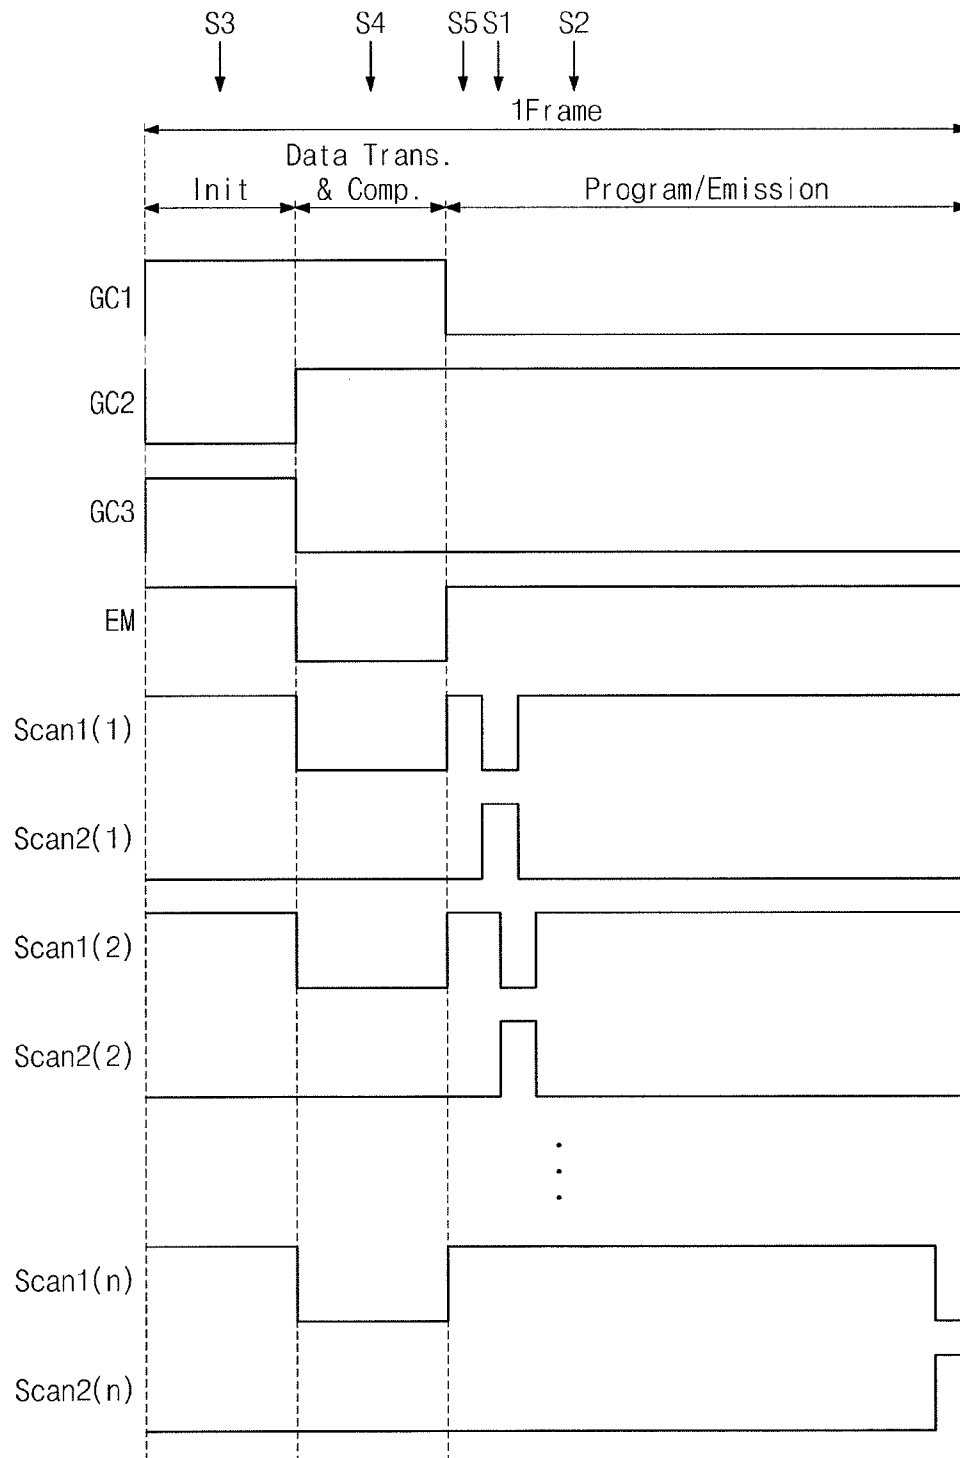 S3 S4 S5 S1 S2
1Frame
Data Trans.
Init & Comp. Program/Emission
GC1
GC2
GC3
EM
Scan1(1)
Scan2(1)
Scan1(2)
Scan2(2)
Scan1(n)
Scan2(n)